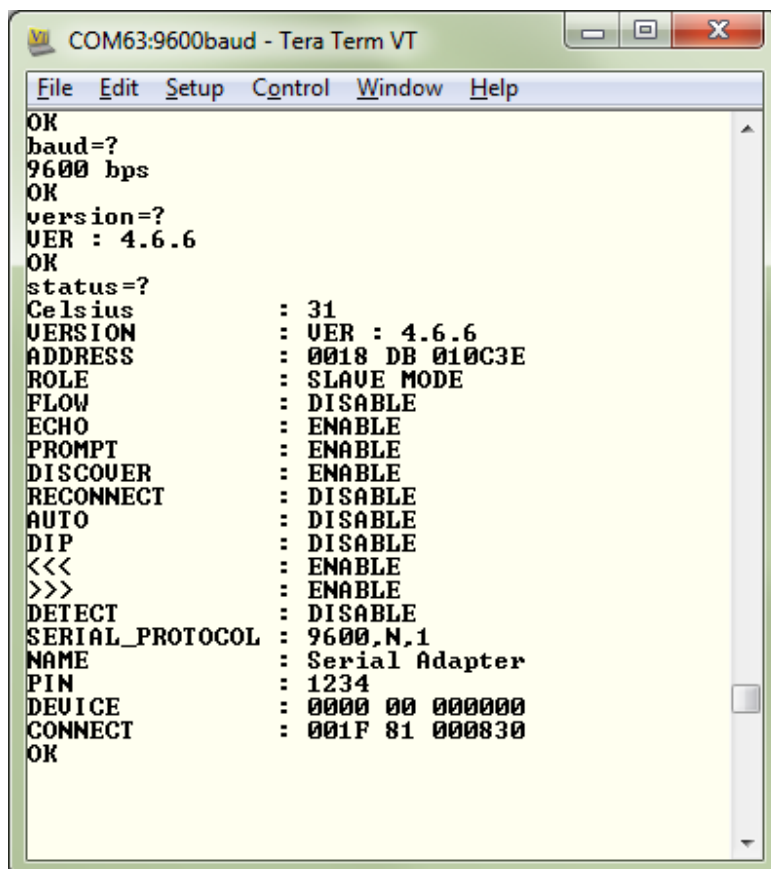 COM63:9600baud - Tera Term VT
File Edit Setup Control Window Help
OK
baud=?
9600 bps
OK
version=?
VER : 4.6.6
OK
status=?
Celsius : 31
VERSION : VER : 4.6.6
ADDRESS : 0018 DB 010C3E
ROLE : SLAVE MODE
FLOW : DISABLE
ECHO : ENABLE
PROMPT : ENABLE
DISCOVER : ENABLE
RECONNECT : DISABLE
AUTO : DISABLE
DIP : DISABLE
<<< : ENABLE
>>> : ENABLE
DETECT : DISABLE
SERIAL_PROTOCOL : 9600,N,1
NAME : Serial Adapter
PIN : 1234
DEVICE : 0000 00 000000
CONNECT : 001F 81 000830
OK